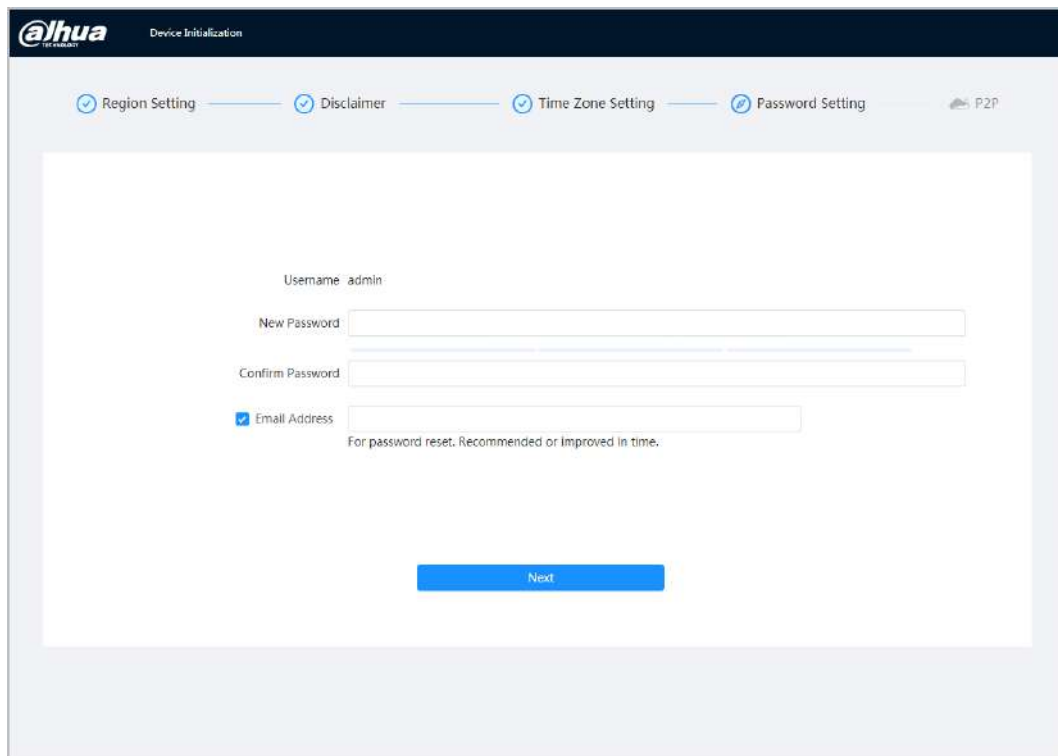 alhua Device Initialization
TECHNOLOGY
Region Setting Disclaimer Time Zone Setting Password Setting P2P
Username admin
New Password
Confirm Password
Email Address
For password reset. Recommended or improved in time.
Next